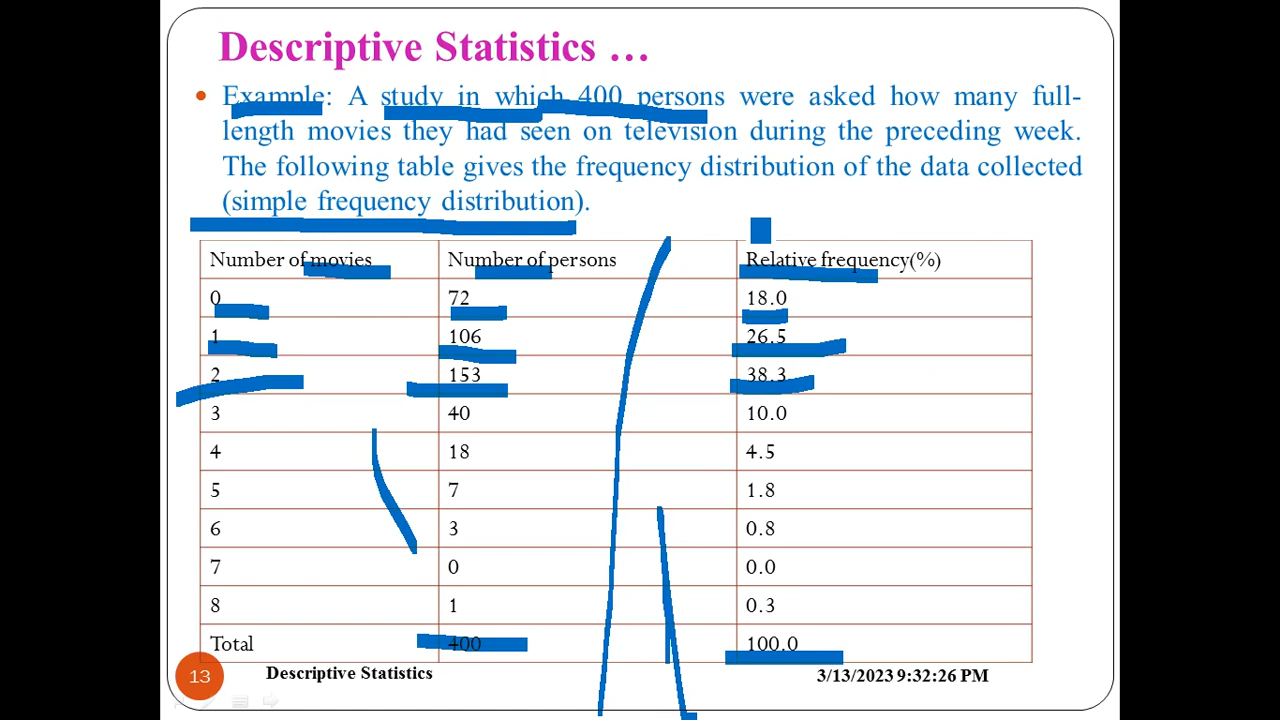 Descriptive Statistics …
• Example: A study in which 400 persons were asked how many full-
length movies they had seen on television during the preceding week.
The following table gives the frequency distribution of the data collected
(simple frequency distribution).
Number of movies Number of persons Relative frequency(%)
0 72 18.0
1 106 26.5
2 153 38.3
3 40 10.0
4 18 4.5
5 7 1.8
6 3 0.8
7 0 0.0
8 1 0.3
Total 400 100.0
13 Descriptive Statistics 3/13/2023 9:32:26 PM